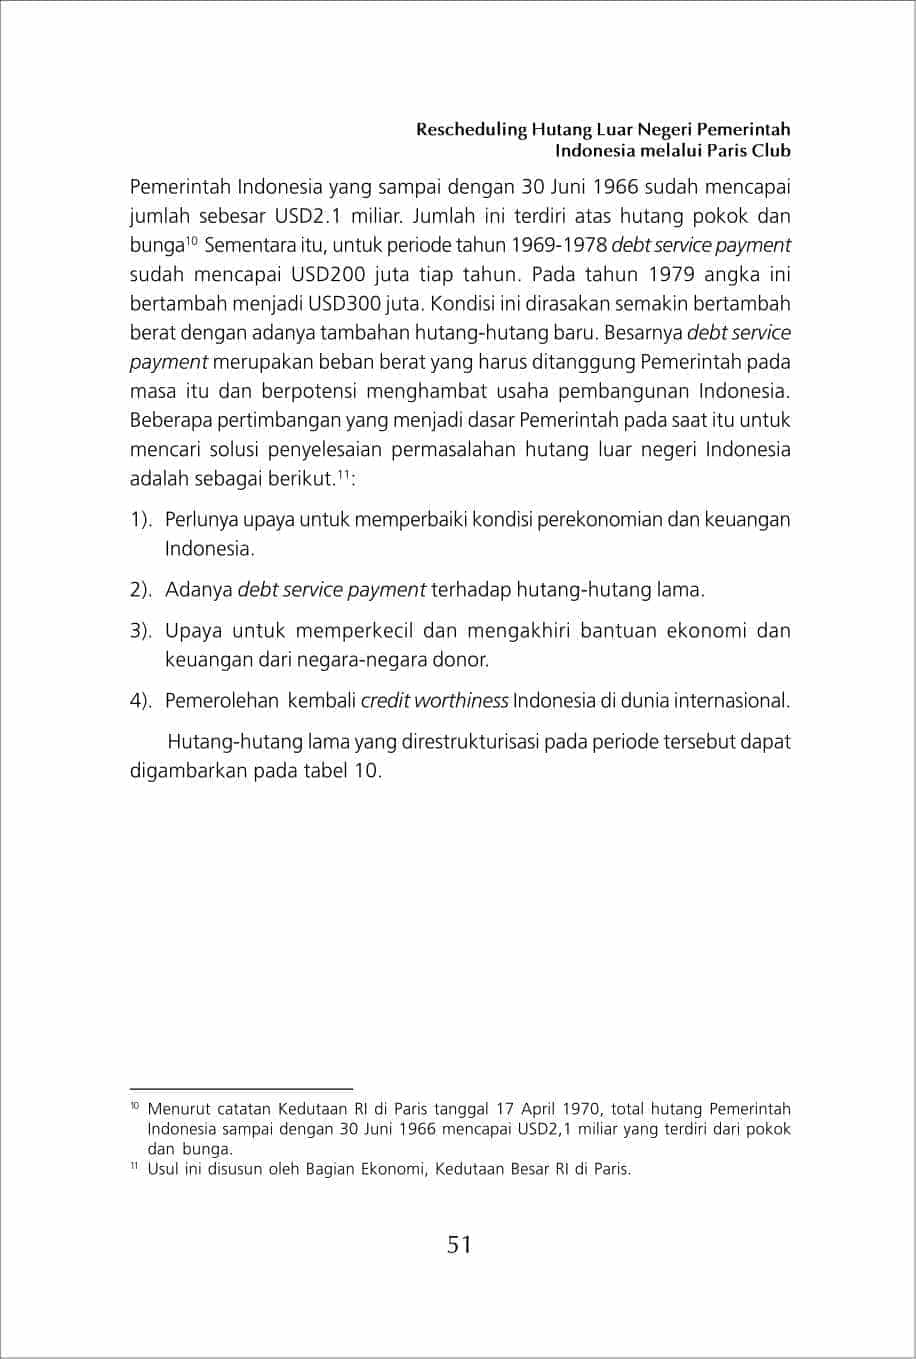 Rescheduling Hutang Luar Negeri Pemerintah
Indonesia melalui Paris Club
Pemerintah Indonesia yang sampai dengan 30 Juni 1966 sudah mencapai
jumlah sebesar USD2.1 miliar. Jumlah ini terdiri atas hutang pokok dan
bunga¹⁰ Sementara itu, untuk periode tahun 1969-1978 debt service payment
sudah mencapai USD200 juta tiap tahun. Pada tahun 1979 angka ini
bertambah menjadi USD300 juta. Kondisi ini dirasakan semakin bertambah
berat dengan adanya tambahan hutang-hutang baru. Besarnya debt service
payment merupakan beban berat yang harus ditanggung Pemerintah pada
masa itu dan berpotensi menghambat usaha pembangunan Indonesia.
Beberapa pertimbangan yang menjadi dasar Pemerintah pada saat itu untuk
mencari solusi penyelesaian permasalahan hutang luar negeri Indonesia
adalah sebagai berikut.¹¹:
1). Perlunya upaya untuk memperbaiki kondisi perekonomian dan keuangan
Indonesia.
2). Adanya debt service payment terhadap hutang-hutang lama.
3). Upaya untuk memperkecil dan mengakhiri bantuan ekonomi dan
keuangan dari negara-negara donor.
4). Pemerolehan kembali credit worthiness Indonesia di dunia internasional.
Hutang-hutang lama yang direstrukturisasi pada periode tersebut dapat
digambarkan pada tabel 10.
¹⁰ Menurut catatan Kedutaan RI di Paris tanggal 17 April 1970, total hutang Pemerintah
Indonesia sampai dengan 30 Juni 1966 mencapai USD2,1 miliar yang terdiri dari pokok
dan bunga.
¹¹ Usul ini disusun oleh Bagian Ekonomi, Kedutaan Besar RI di Paris.
51